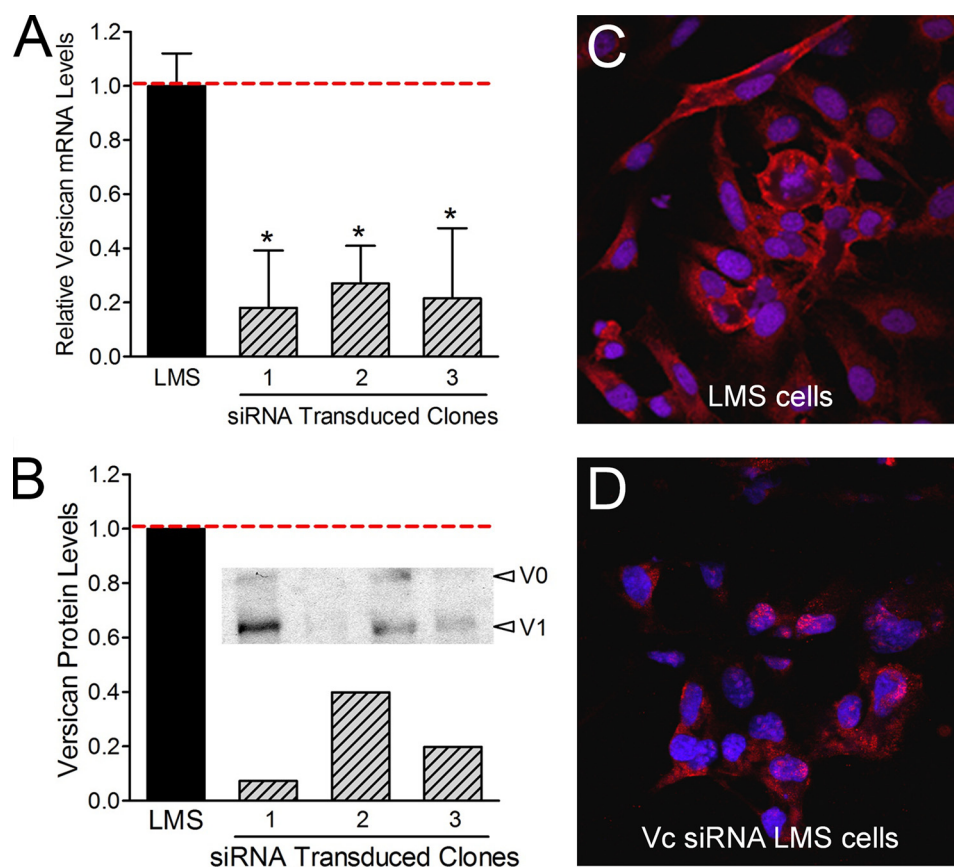 A
Relative Versican mRNA Levels
1.2
1.0
0.8
0.6
0.4
0.2
0.0
*
*
*
LMS
1
2
3
siRNA Transduced Clones
B
Versican Protein Levels
1.2
1.0
0.8
0.6
0.4
0.2
0.0
V0
V1
LMS
1
2
3
siRNA Transduced Clones
C
LMS cells
D
Vc siRNA LMS cells